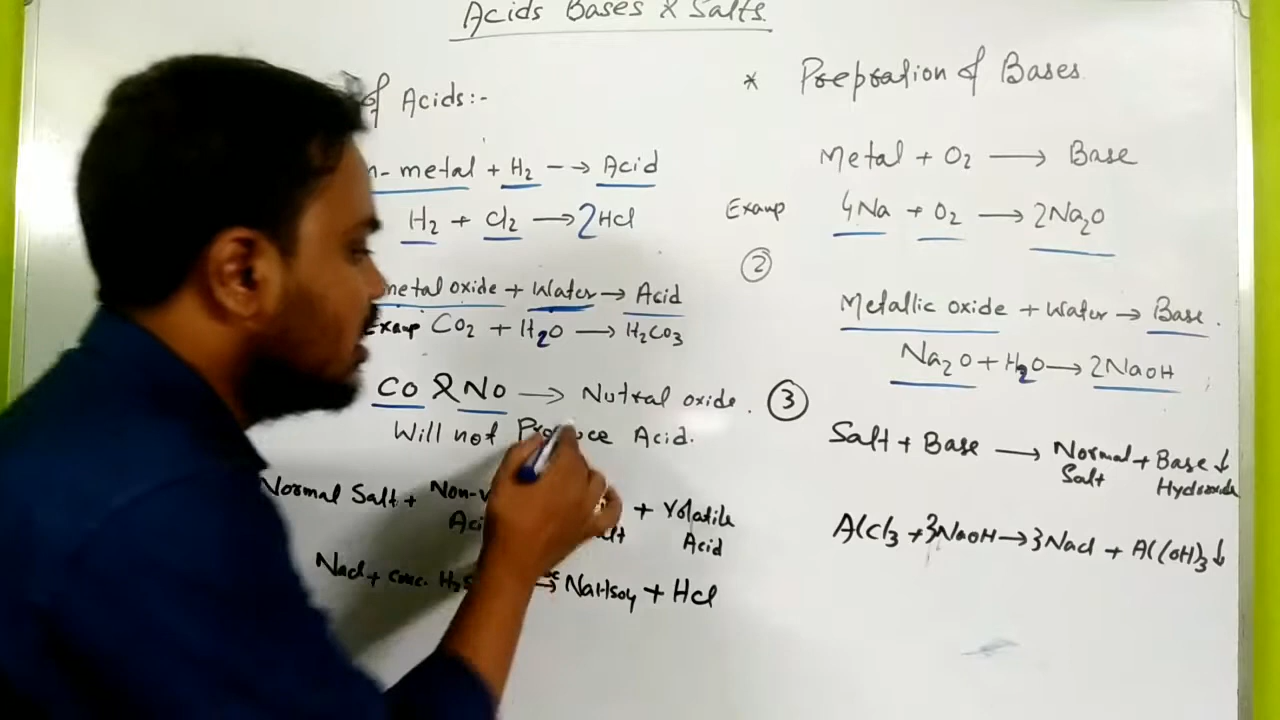 Acids Bases & Salts.
of Acids:-
n-metal + H₂ --→ Acid
H₂ + Cl₂ → 2HCl
metal oxide + Water → Acid
Examp CO₂ + H₂O → H₂CO₃
CO & NO → Nutral oxide.
Will not Produce Acid.
Normal Salt + Non-v + Volatile
Acid
NaCl + conc. → NaHSO₄ + HCl
* Prepration of Bases
Metal + O₂ → Base
Examp 4Na + O₂ → 2Na₂O
②
Metallic oxide + Water → Base.
Na₂O + H₂O → 2NaOH
③
Salt + Base → Normal Salt + Base ↓ Hydroxide
AlCl₃ + 3NaOH → 3NaCl + Al(OH)₃ ↓